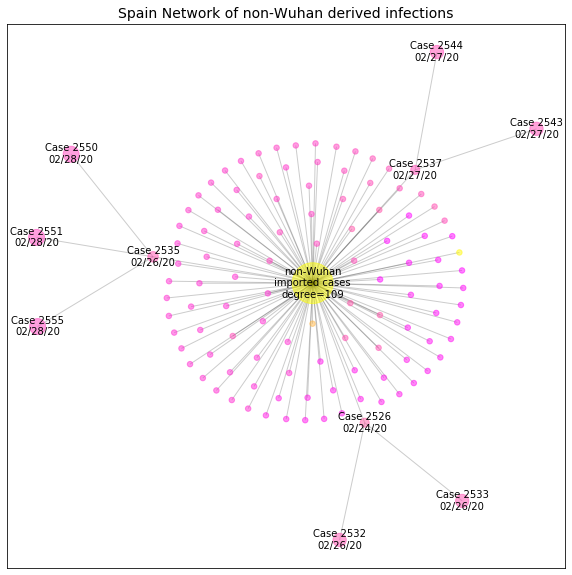 Spain Network of non-Wuhan derived infections
Case 2544
02/27/20
Case 2543
02/27/20
Case 2550
02/28/20
Case 2537
02/27/20
Case 2551
02/28/20
Case 2535
02/26/20
non-Wuhan
imported cases
degree=109
Case 2555
02/28/20
Case 2526
02/24/20
Case 2533
02/26/20
Case 2532
02/26/20